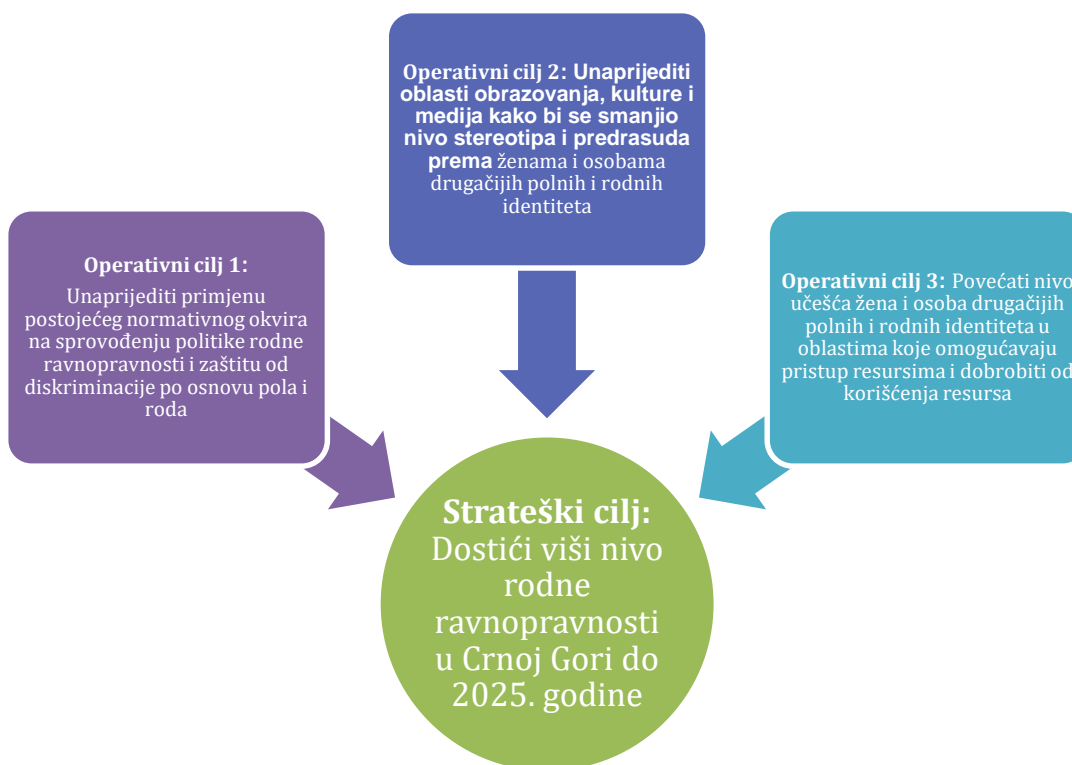 Operativni cilj 1:
Unaprijediti primjenu
postojećeg normativnog okvira
na sprovođenju politike rodne
ravnopravnosti i zaštitu od
diskriminacije po osnovu pola i
roda
Operativni cilj 2: Unaprijediti
oblasti obrazovanja, kulture i
medija kako bi se smanjio
nivo stereotipa i predrasuda
prema ženama i osobama
drugačijih polnih i rodnih
identiteta
Operativni cilj 3: Povećati nivo
učešća žena i osoba drugačijih
polnih i rodnih identiteta u
oblastima koje omogućavaju
pristup resursima i dobrobiti od
korišćenja resursa
Strateški cilj:
Dostići viši nivo
rodne
ravnopravnosti
u Crnoj Gori do
2025. godine